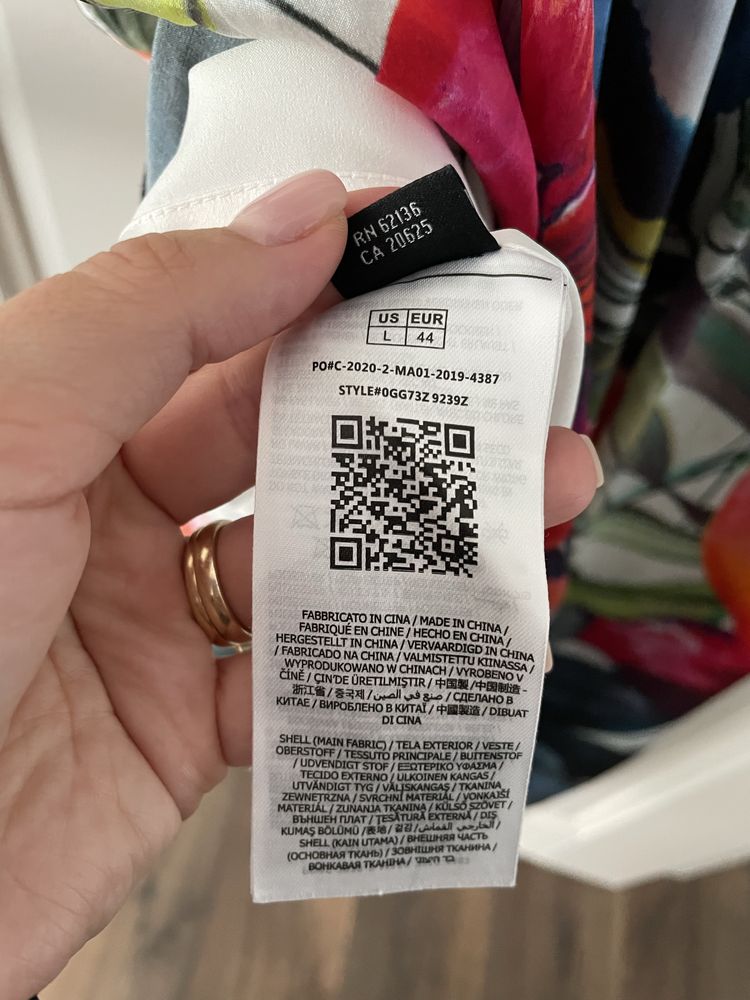 RN 62136
CA 20625
US EUR
L 44
PO#C-2020-2-MA01-2019-4387
STYLE#0GG73Z 9239Z
FABBRICATO IN CINA / MADE IN CHINA /
FABRIQUÉ EN CHINE / HECHO EN CHINA /
HERGESTELLT IN CHINA / VERVAARDIGD IN CHINA
/ FABRICADO NA CHINA / VALMISTETTU KIINASSA /
WYPRODUKOWANO W CHINACH / VYROBENO V
ČÍNĚ / ÇİN'DE ÜRETİLMİŞTİR / 中国製 / 中国制造 -
浙江省 / 중국제 / صنع في الصين / СДЕЛАНО В
КИТАЕ / ВИРОБЛЕНО В КИТАЇ / 中國製造 / DIBUAT
DI CINA
SHELL (MAIN FABRIC) / TELA EXTERIOR / VESTE /
OBERSTOFF / TESSUTO PRINCIPALE / BUITENSTOF
/ UDVENDIGT STOF / ΕΞΩΤΕΡΙΚΟ ΥΦΑΣΜΑ /
TECIDO EXTERNO / ULKOINEN KANGAS /
UTVÄNDIGT TYG / VÄLISKANGAS / TKANINA
ZEWNĘTRZNA / SVRCHNÍ MATERIÁL / VONKAJŠÍ
MATERIÁL / ZUNANJA TKANINA / KÜLSŐ SZÖVET /
ВЪНШЕН ПЛАТ / ȚESĂTURĂ EXTERNĂ / DIŞ
KUMAŞ BÖLÜMÜ / 表地 / 겉감 / الخارجي القماش /
SHELL (KAIN UTAMA) / ВНЕШНЯЯ ЧАСТЬ
(ОСНОВНАЯ ТКАНЬ) / ЗОВНІШНЯ ТКАНИНА /
ВОНКАВАЯ ТКАНІНА / בד חיצוני